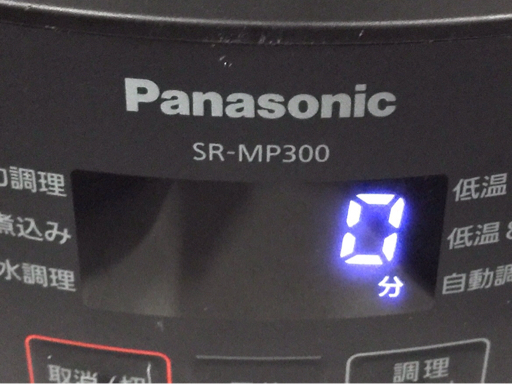 Panasonic
SR-MP300
調理
煮込み
水調理
0
分
低温
低温&
自動調
取消/切
調理